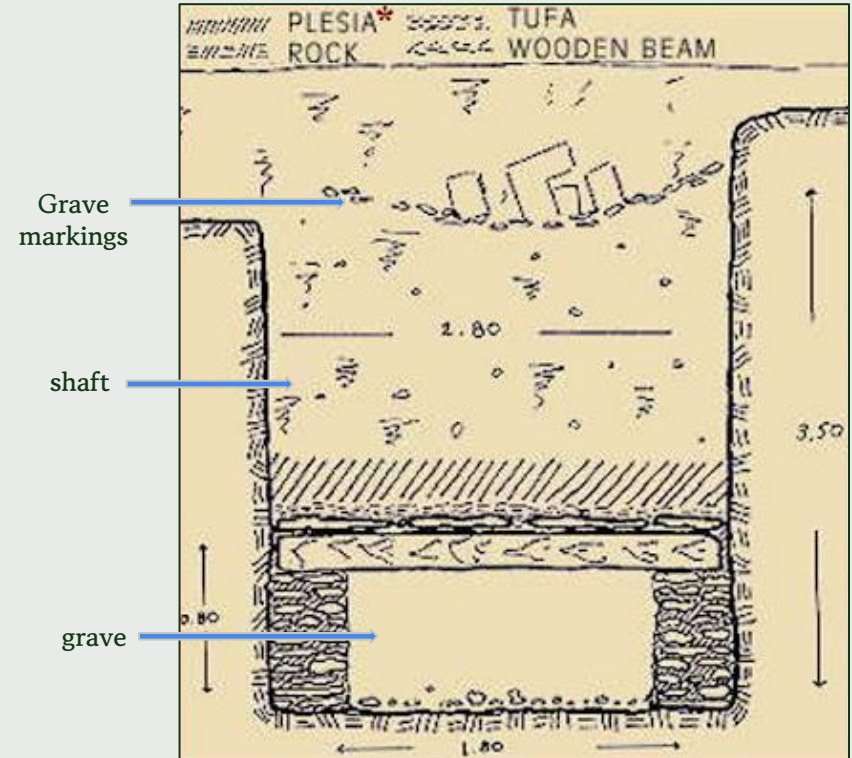 PLESIA* TUFA
ROCK WOODEN BEAM
Grave
markings
2.80
shaft
3.50
0.80
grave
1.80